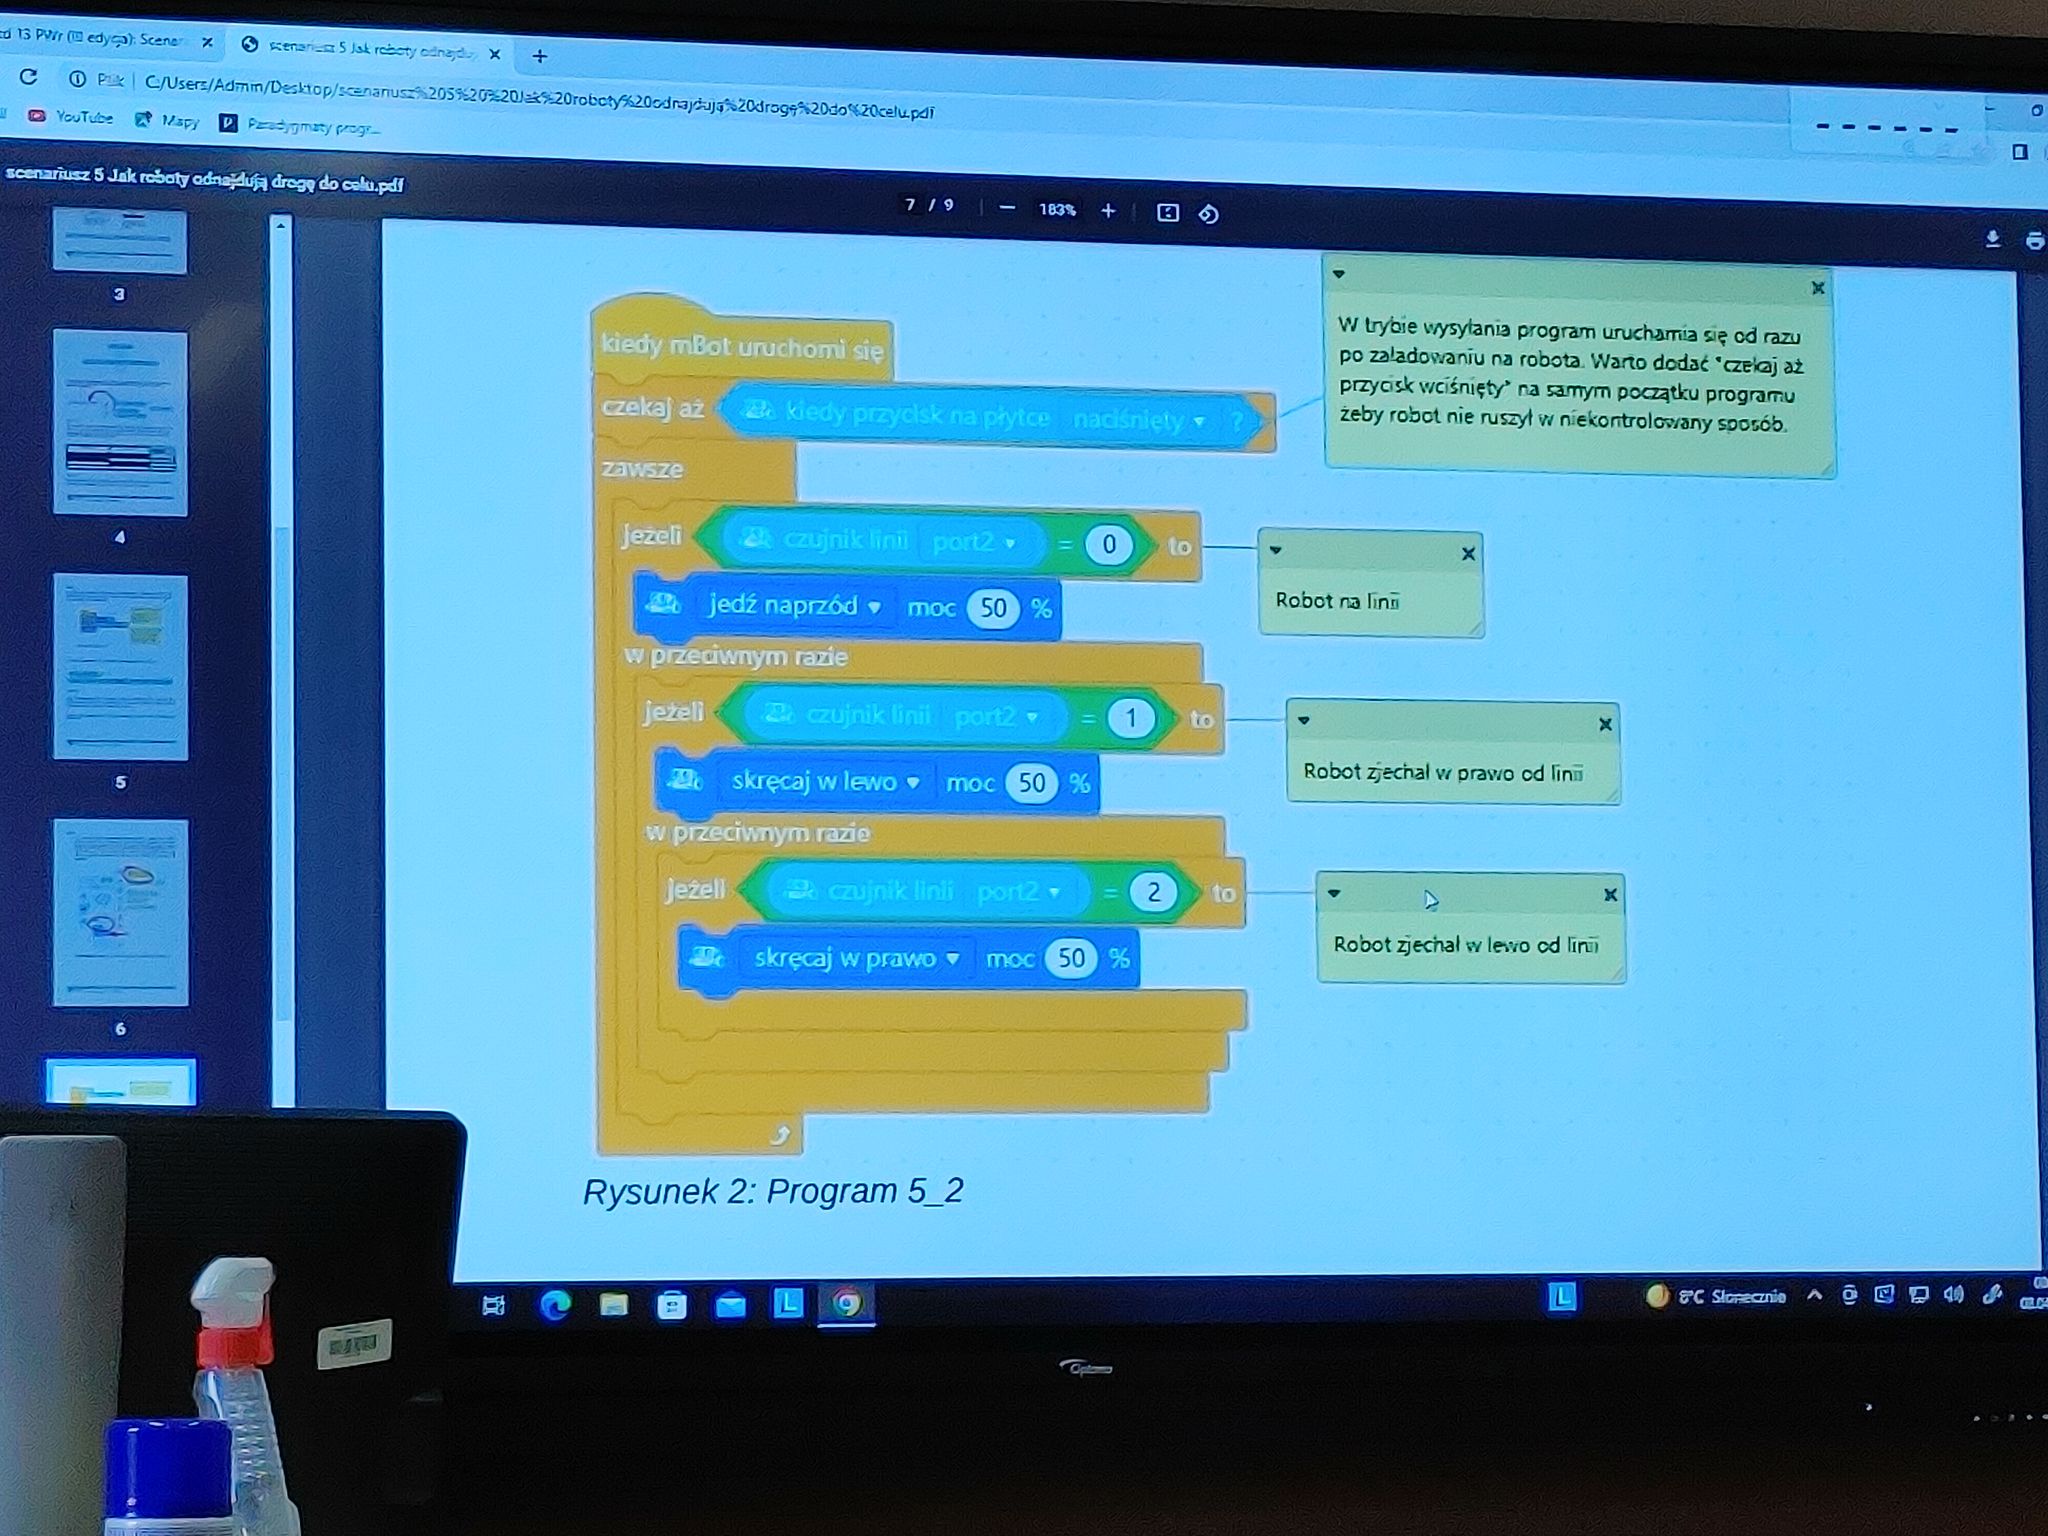 YouTube
Mapy
scenariusz 5 Jak roboty odnajdują drogę do celu.pdf
7 / 9
183%
3
4
5
6
kiedy mBot uruchomi się
czekaj aż kiedy przycisk na płytce naciśnięty ?
W trybie wysyłania program uruchamia się od razu
po załadowaniu na robota. Warto dodać "czekaj aż
przycisk wciśnięty" na samym początku programu
żeby robot nie ruszył w niekontrolowany sposób.
zawsze
jeżeli czujnik linii port2 = 0 to
Robot na linii
jedź naprzód moc 50 %
w przeciwnym razie
jeżeli czujnik linii port2 = 1 to
Robot zjechał w prawo od linii
skręcaj w lewo moc 50 %
w przeciwnym razie
jeżeli czujnik linii port2 = 2 to
Robot zjechał w lewo od linii
skręcaj w prawo moc 50 %
Rysunek 2: Program 5_2
8°C Słonecznie
Optoma